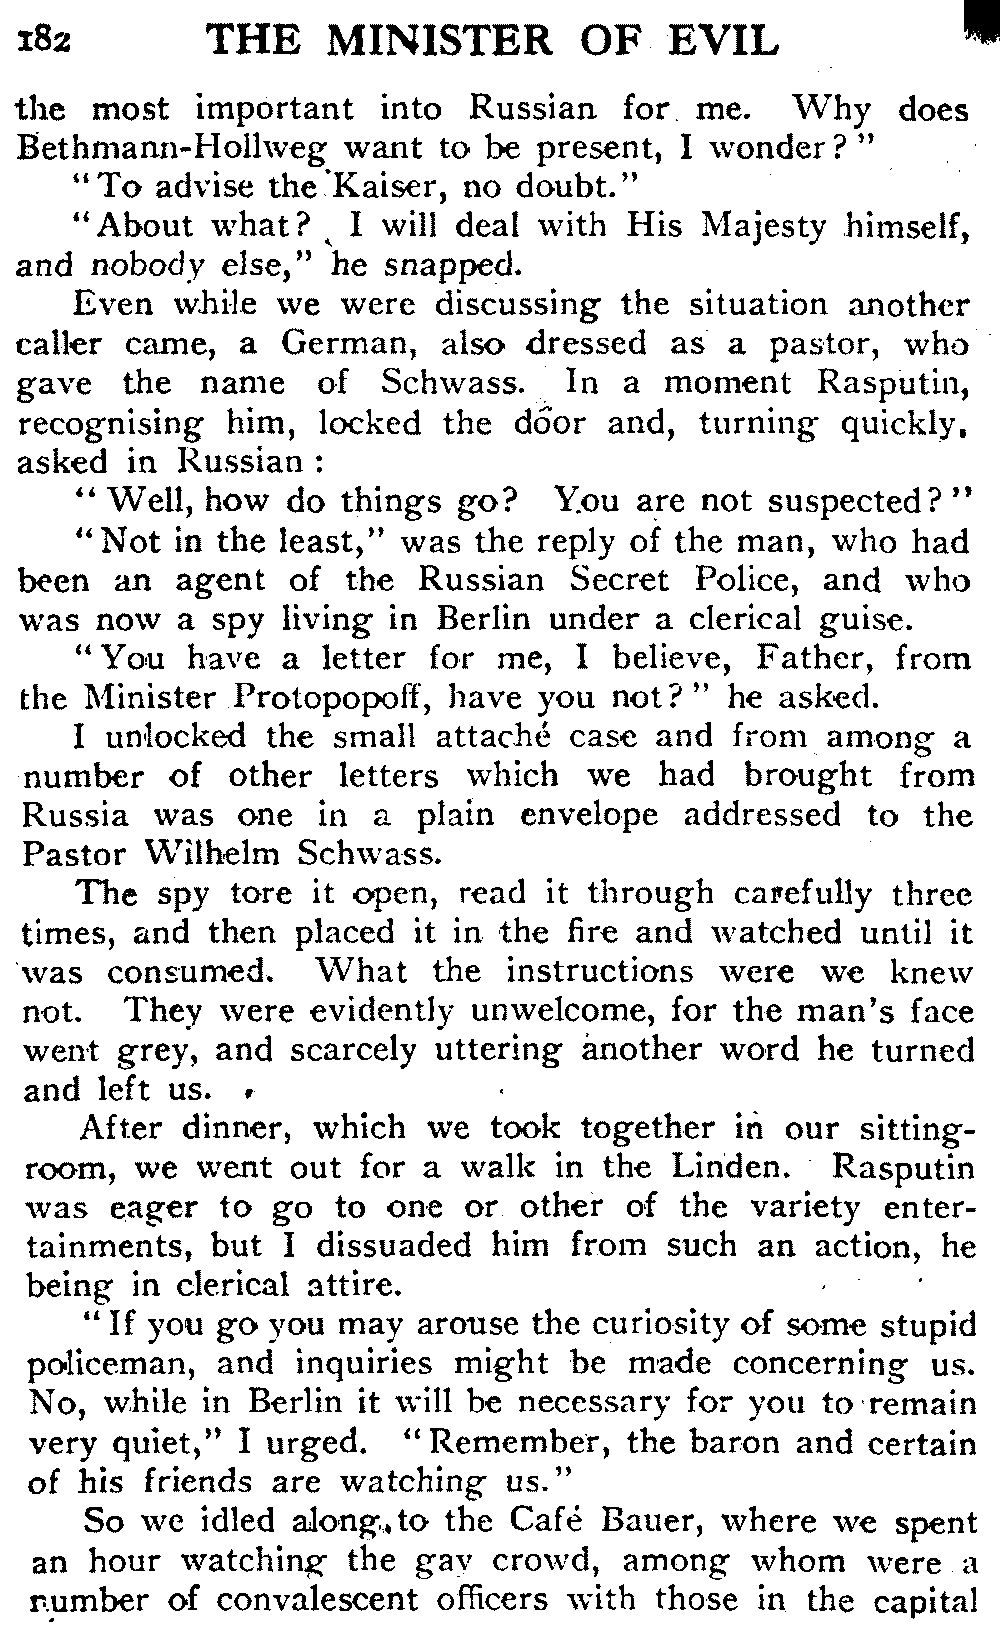 182 THE MINISTER OF EVIL
the most important into Russian for me. Why does
Bethmann-Hollweg want to be present, I wonder?"
"To advise the Kaiser, no doubt."
"About what? I will deal with His Majesty himself,
and nobody else," he snapped.
Even while we were discussing the situation another
caller came, a German, also dressed as a pastor, who
gave the name of Schwass. In a moment Rasputin,
recognising him, locked the door and, turning quickly,
asked in Russian:
"Well, how do things go? You are not suspected?"
"Not in the least," was the reply of the man, who had
been an agent of the Russian Secret Police, and who
was now a spy living in Berlin under a clerical guise.
"You have a letter for me, I believe, Father, from
the Minister Protopopoff, have you not?" he asked.
I unlocked the small attaché case and from among a
number of other letters which we had brought from
Russia was one in a plain envelope addressed to the
Pastor Wilhelm Schwass.
The spy tore it open, read it through carefully three
times, and then placed it in the fire and watched until it
was consumed. What the instructions were we knew
not. They were evidently unwelcome, for the man's face
went grey, and scarcely uttering another word he turned
and left us.
After dinner, which we took together in our sitting-
room, we went out for a walk in the Linden. Rasputin
was eager to go to one or other of the variety enter-
tainments, but I dissuaded him from such an action, he
being in clerical attire.
"If you go you may arouse the curiosity of some stupid
policeman, and inquiries might be made concerning us.
No, while in Berlin it will be necessary for you to remain
very quiet," I urged. "Remember, the baron and certain
of his friends are watching us."
So we idled along, to the Café Bauer, where we spent
an hour watching the gay crowd, among whom were a
number of convalescent officers with those in the capital